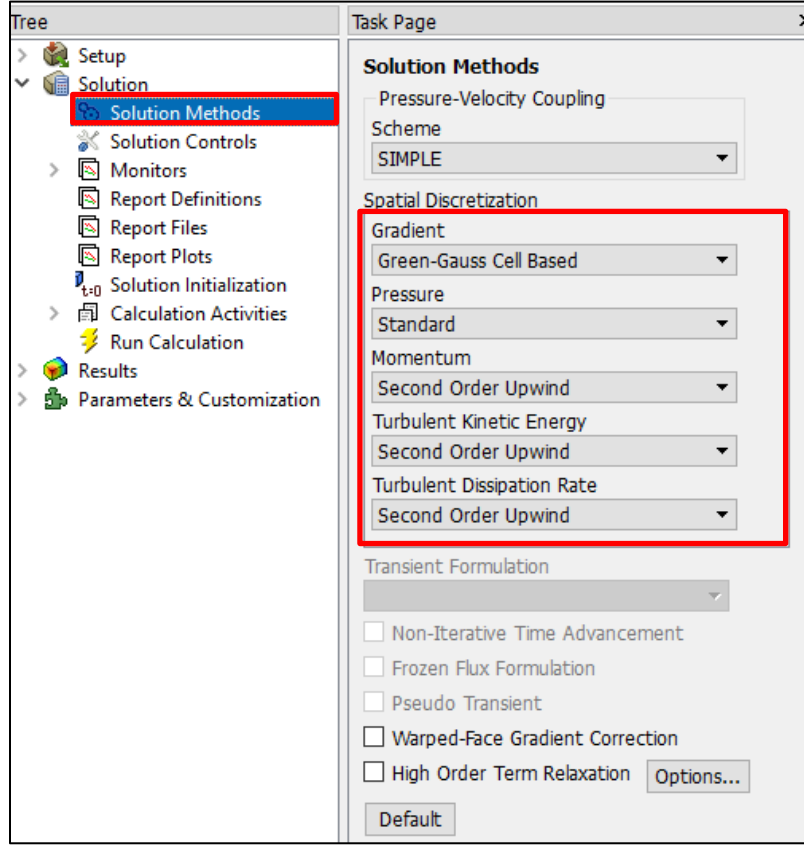 Tree
Setup
Solution
Solution Methods
Solution Controls
Monitors
Report Definitions
Report Files
Report Plots
t=0 Solution Initialization
Calculation Activities
Run Calculation
Results
Parameters & Customization
Task Page
Solution Methods
Pressure-Velocity Coupling
Scheme
SIMPLE
Spatial Discretization
Gradient
Green-Gauss Cell Based
Pressure
Standard
Momentum
Second Order Upwind
Turbulent Kinetic Energy
Second Order Upwind
Turbulent Dissipation Rate
Second Order Upwind
Transient Formulation
Non-Iterative Time Advancement
Frozen Flux Formulation
Pseudo Transient
Warped-Face Gradient Correction
High Order Term Relaxation Options...
Default